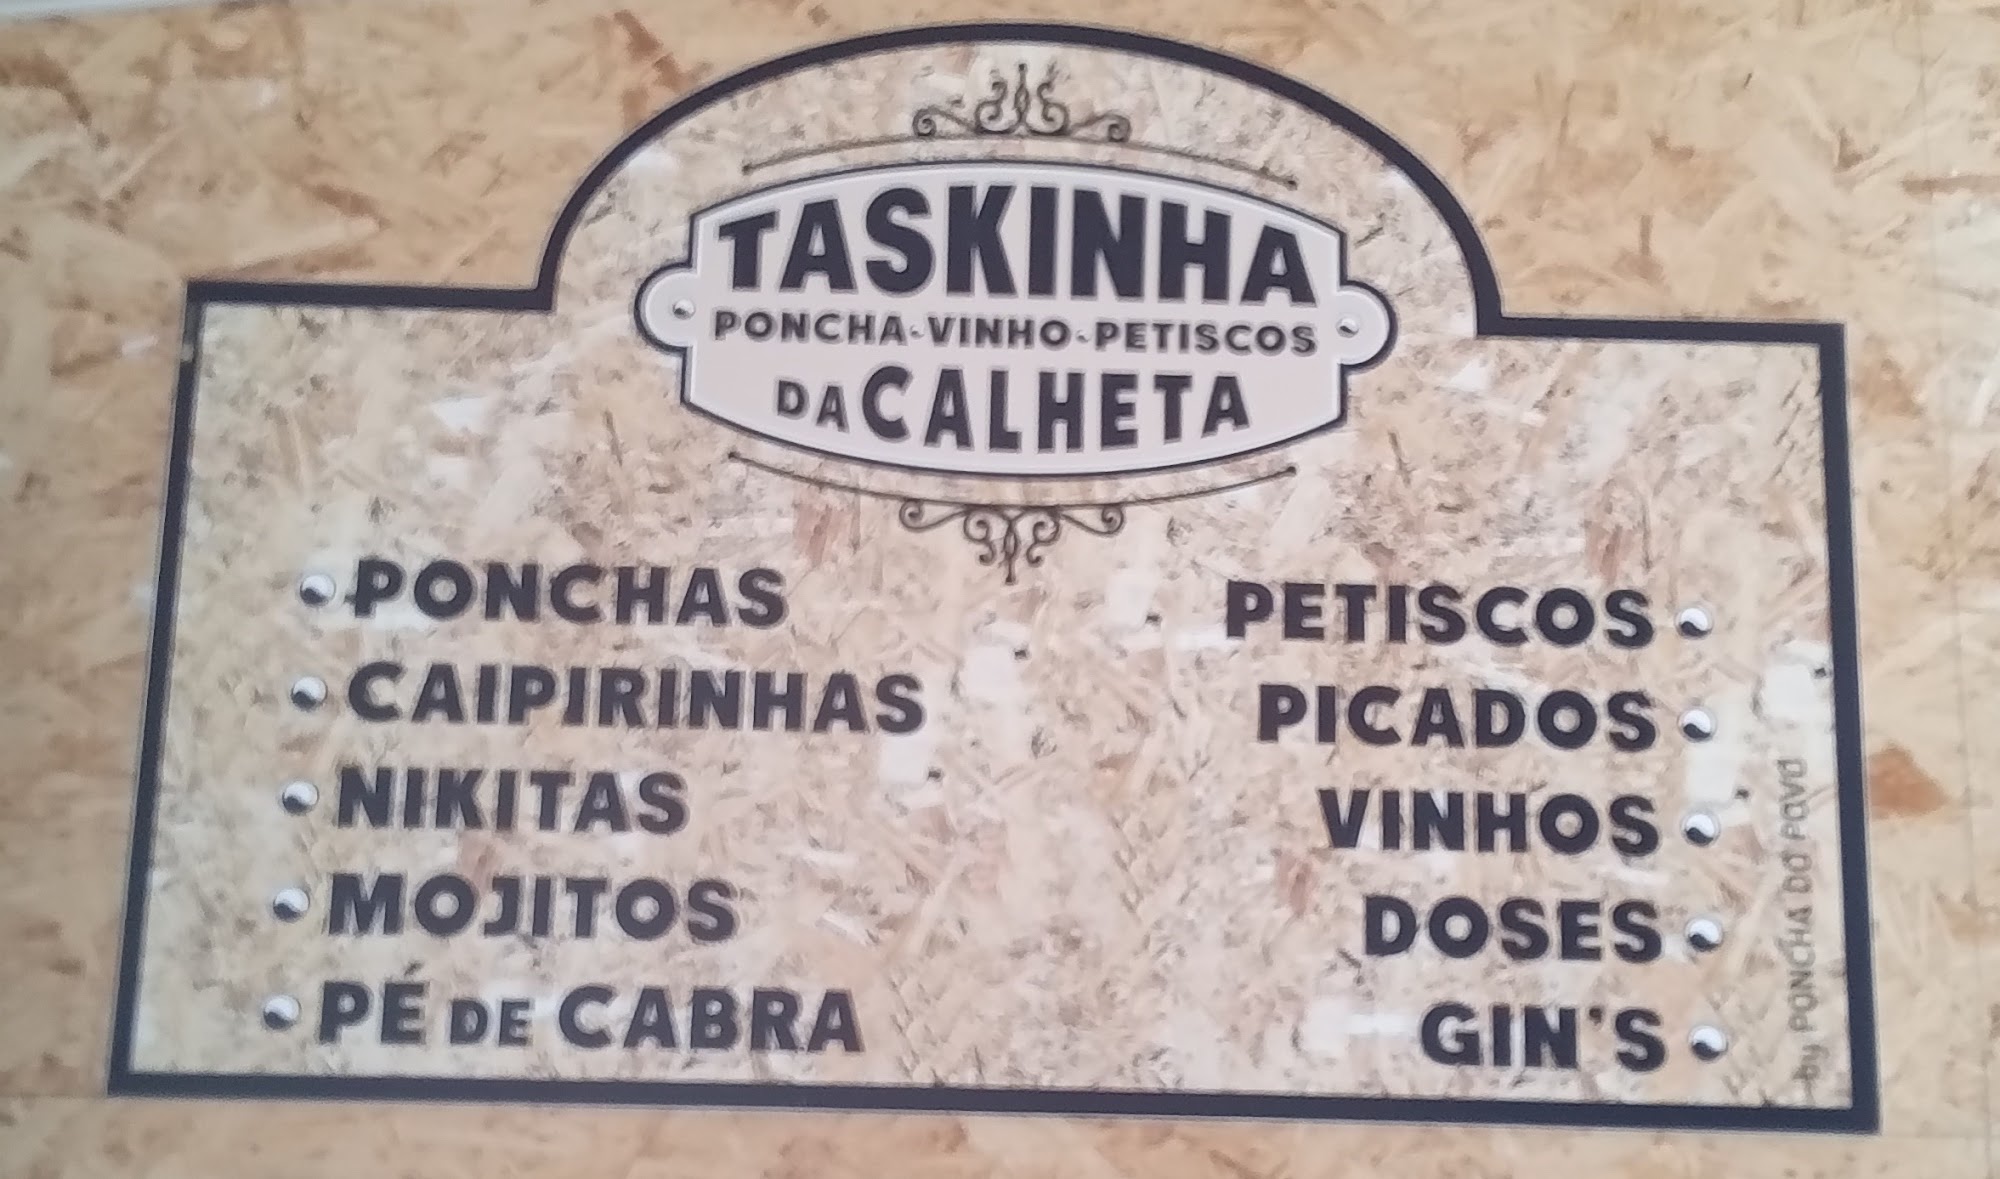 TASKINHA
PONCHA-VINHO-PETISCOS
DA CALHETA
PONCHAS
CAIPIRINHAS
NIKITAS
MOJITOS
PÉ DE CABRA
PETISCOS
PICADOS
VINHOS
DOSES
GIN'S
by PONCHA DO POVO